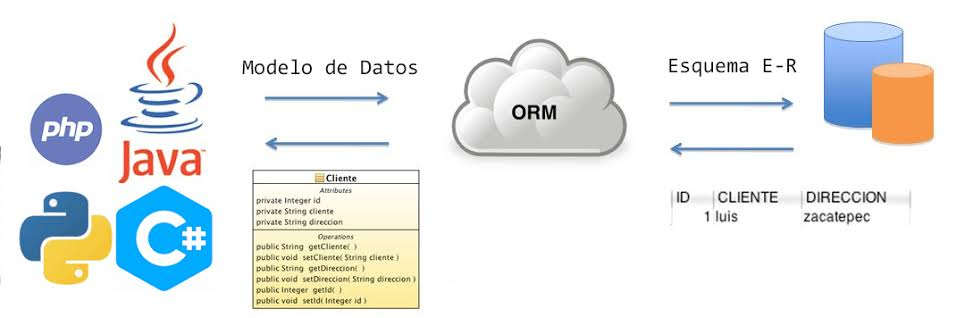 php
Java™
C#
Modelo de Datos
Cliente
Attributes
private Integer id
private String cliente
private String direccion
Operations
public String getCliente( )
public void setCliente( String cliente )
public String getDireccion( )
public void setDireccion( String direccion )
public Integer getId( )
public void setId( Integer id )
ORM
Esquema E-R
ID CLIENTE DIRECCION
1 luis zacatepec